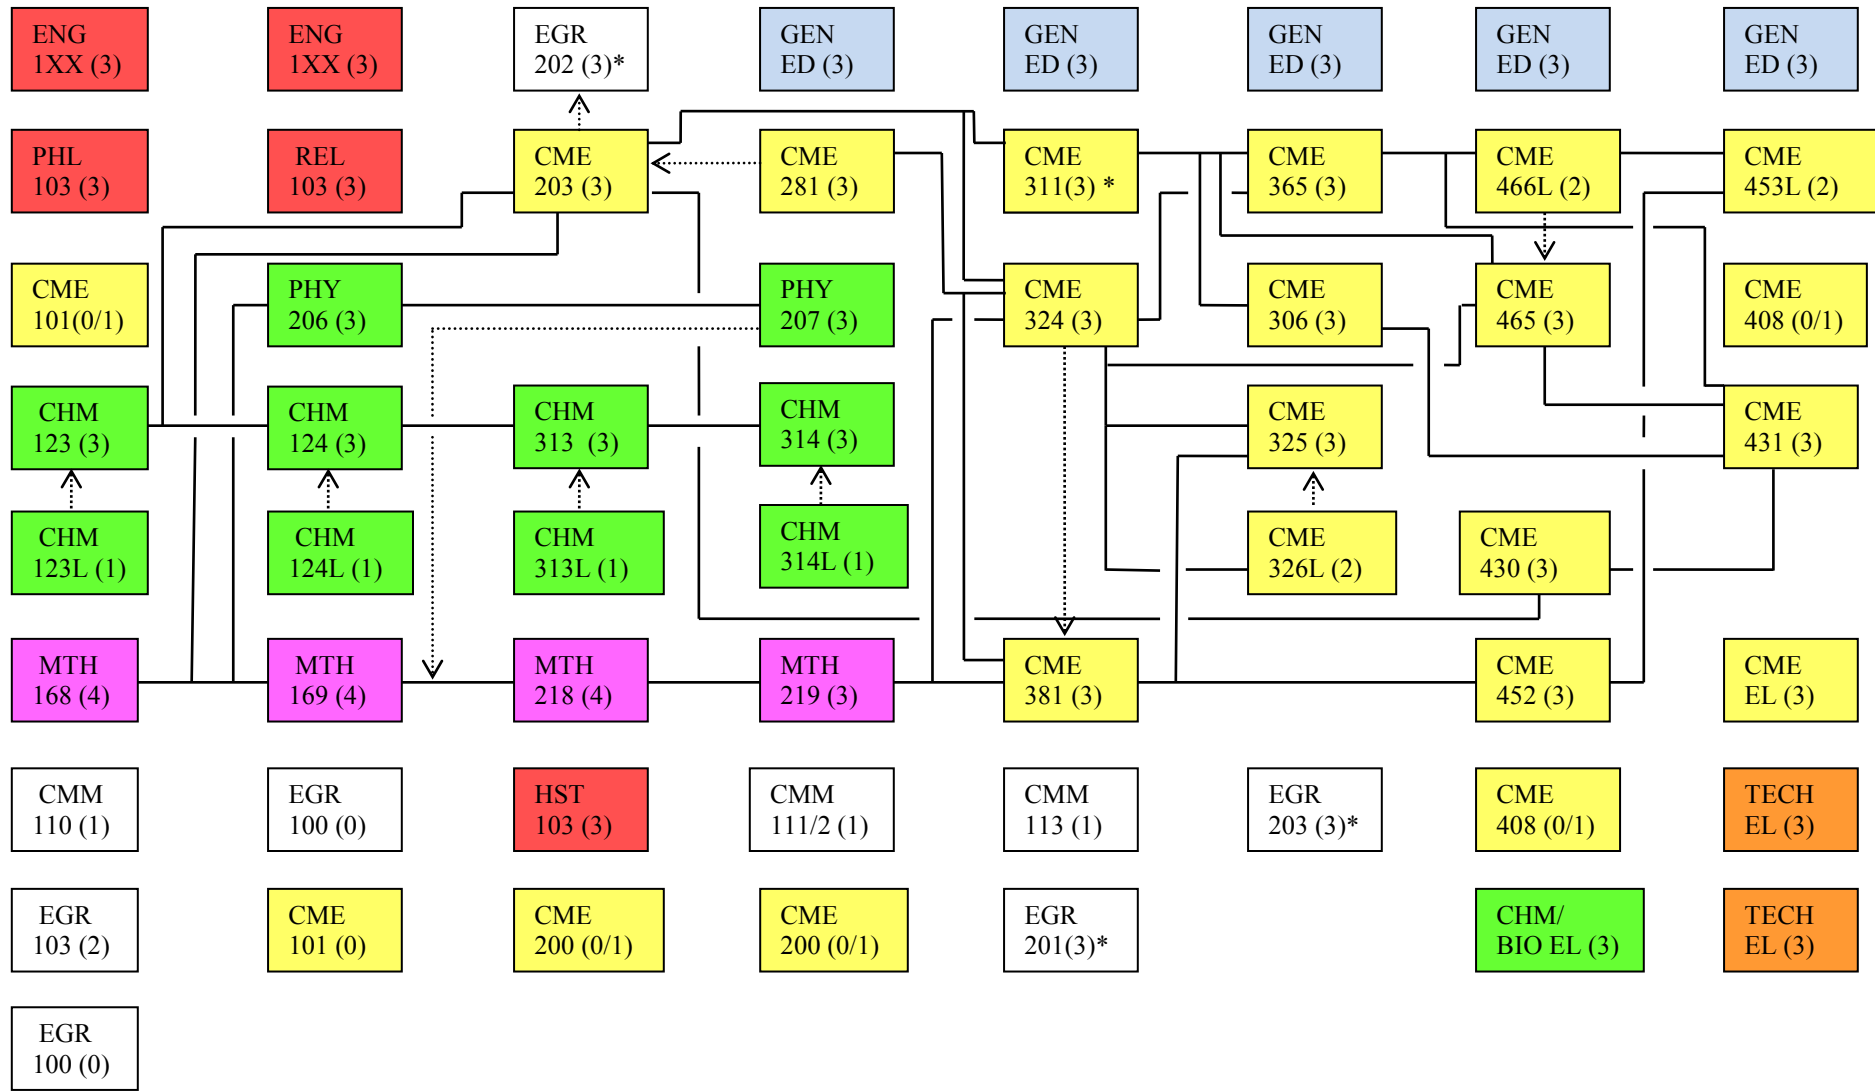 ENG
1XX (3)
ENG
1XX (3)
EGR
202 (3)*
GEN
ED (3)
GEN
ED (3)
GEN
ED (3)
GEN
ED (3)
GEN
ED (3)
PHL
103 (3)
REL
103 (3)
CME
203 (3)
CME
281 (3)
CME
311(3) *
CME
365 (3)
CME
466L (2)
CME
453L (2)
CME
101(0/1)
PHY
206 (3)
PHY
207 (3)
CME
324 (3)
CME
306 (3)
CME
465 (3)
CME
408 (0/1)
CHM
123 (3)
CHM
124 (3)
CHM
313 (3)
CHM
314 (3)
CME
325 (3)
CME
431 (3)
CHM
123L (1)
CHM
124L (1)
CHM
313L (1)
CHM
314L (1)
CME
326L (2)
CME
430 (3)
MTH
168 (4)
MTH
169 (4)
MTH
218 (4)
MTH
219 (3)
CME
381 (3)
CME
452 (3)
CME
EL (3)
CMM
110 (1)
EGR
100 (0)
HST
103 (3)
CMM
111/2 (1)
CMM
113 (1)
EGR
203 (3)*
CME
408 (0/1)
TECH
EL (3)
EGR
103 (2)
CME
101 (0)
CME
200 (0/1)
CME
200 (0/1)
EGR
201(3)*
CHM/
BIO EL (3)
TECH
EL (3)
EGR
100 (0)